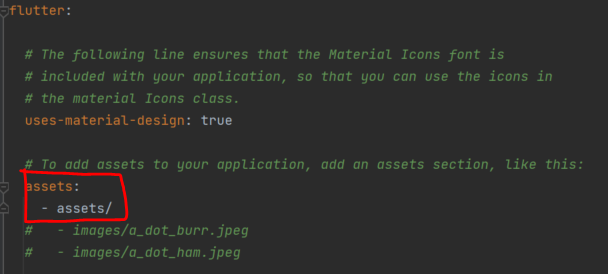 flutter:
# The following line ensures that the Material Icons font is
# included with your application, so that you can use the icons in
# the material Icons class.
uses-material-design: true
# To add assets to your application, add an assets section, like this:
assets:
- assets/
#   - images/a_dot_burr.jpeg
#   - images/a_dot_ham.jpeg